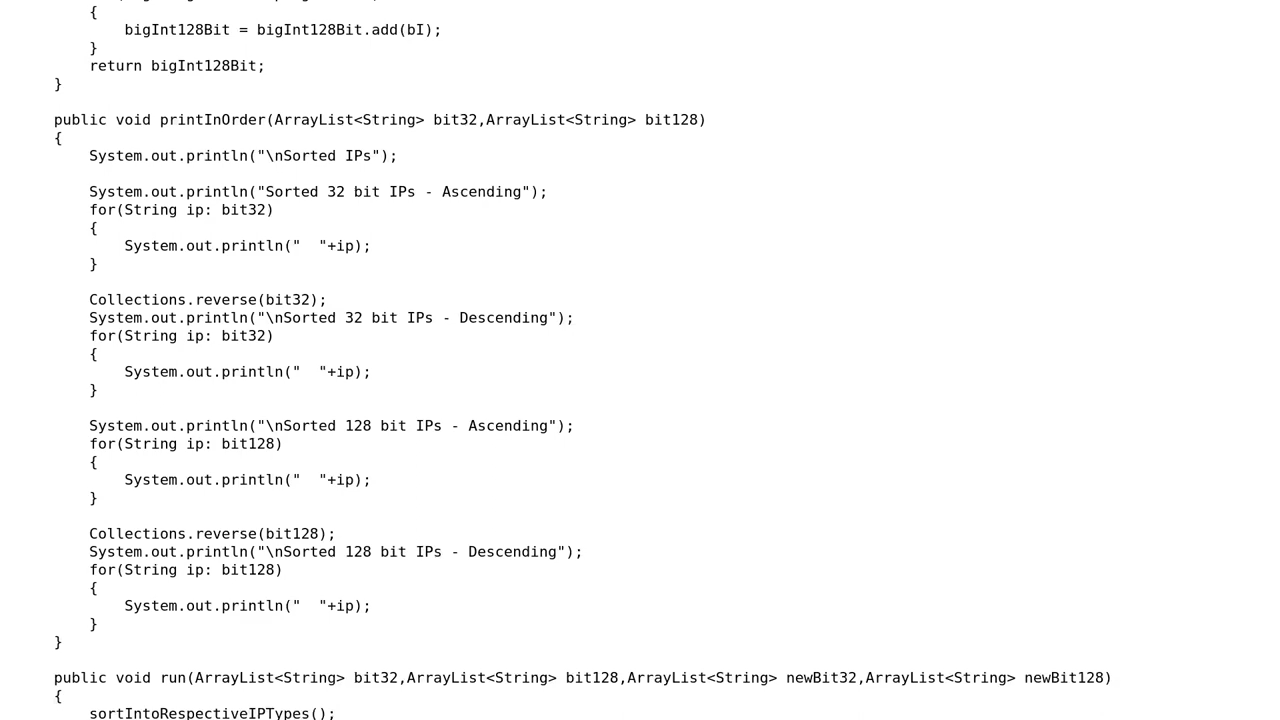 {
bigInt128Bit = bigInt128Bit.add(bI);
}
return bigInt128Bit;
}
public void printInOrder(ArrayList<String> bit32,ArrayList<String> bit128)
{
System.out.println("\nSorted IPs");
System.out.println("Sorted 32 bit IPs - Ascending");
for(String ip: bit32)
{
System.out.println("  "+ip);
}
Collections.reverse(bit32);
System.out.println("\nSorted 32 bit IPs - Descending");
for(String ip: bit32)
{
System.out.println("  "+ip);
}
System.out.println("\nSorted 128 bit IPs - Ascending");
for(String ip: bit128)
{
System.out.println("  "+ip);
}
Collections.reverse(bit128);
System.out.println("\nSorted 128 bit IPs - Descending");
for(String ip: bit128)
{
System.out.println("  "+ip);
}
}
public void run(ArrayList<String> bit32,ArrayList<String> bit128,ArrayList<String> newBit32,ArrayList<String> newBit128)
{
sortIntoRespectiveIPTypes();